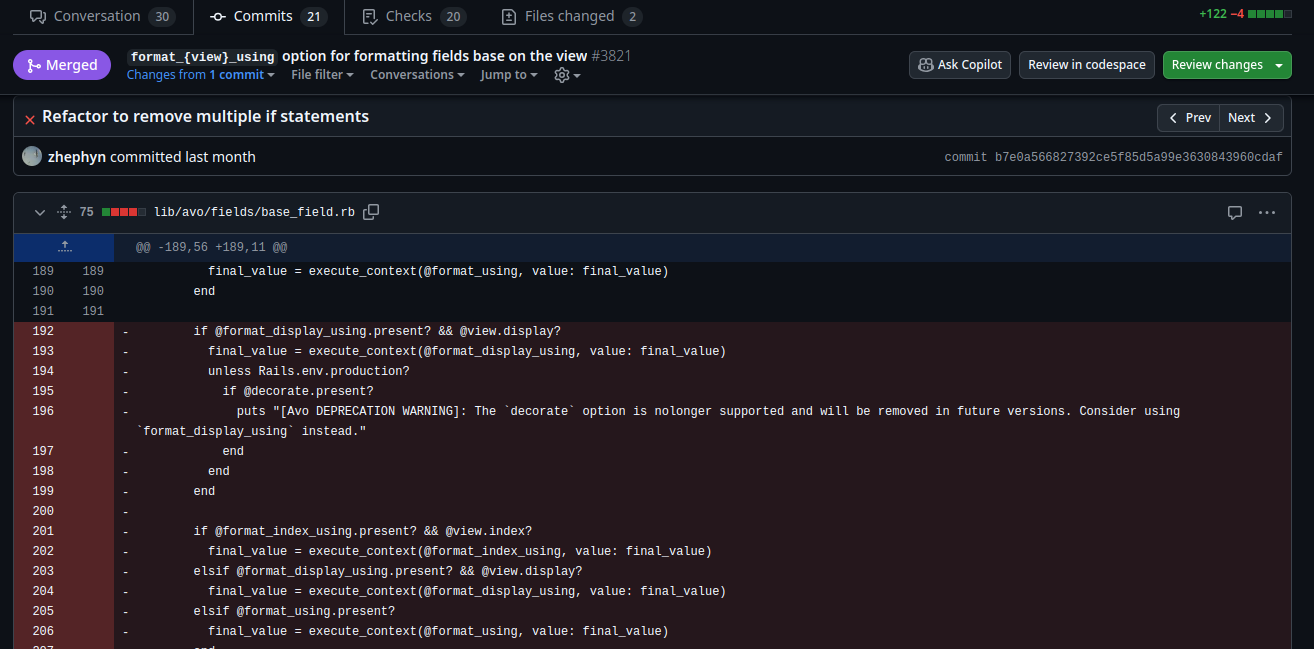 Conversation 30 Commits 21 Checks 20 Files changed 2 +122 −4
Merged format_{view}_using option for formatting fields base on the view #3821
Changes from 1 commit File filter Conversations Jump to Ask Copilot Review in codespace Review changes
Refactor to remove multiple if statements Prev Next
zhephyn committed last month commit b7e0a566827392ce5f85d5a99e3630843960cdaf
75 lib/avo/fields/base_field.rb
@@ -189,56 +189,11 @@
189 189 final_value = execute_context(@format_using, value: final_value)
190 190 end
191 191
192 - if @format_display_using.present? && @view.display?
193 - final_value = execute_context(@format_display_using, value: final_value)
194 - unless Rails.env.production?
195 - if @decorate.present?
196 - puts "[Avo DEPRECATION WARNING]: The `decorate` option is nolonger supported and will be removed in future versions. Consider using
`format_display_using` instead."
197 - end
198 - end
199 - end
200 -
201 - if @format_index_using.present? && @view.index?
202 - final_value = execute_context(@format_index_using, value: final_value)
203 - elsif @format_display_using.present? && @view.display?
204 - final_value = execute_context(@format_display_using, value: final_value)
205 - elsif @format_using.present?
206 - final_value = execute_context(@format_using, value: final_value)